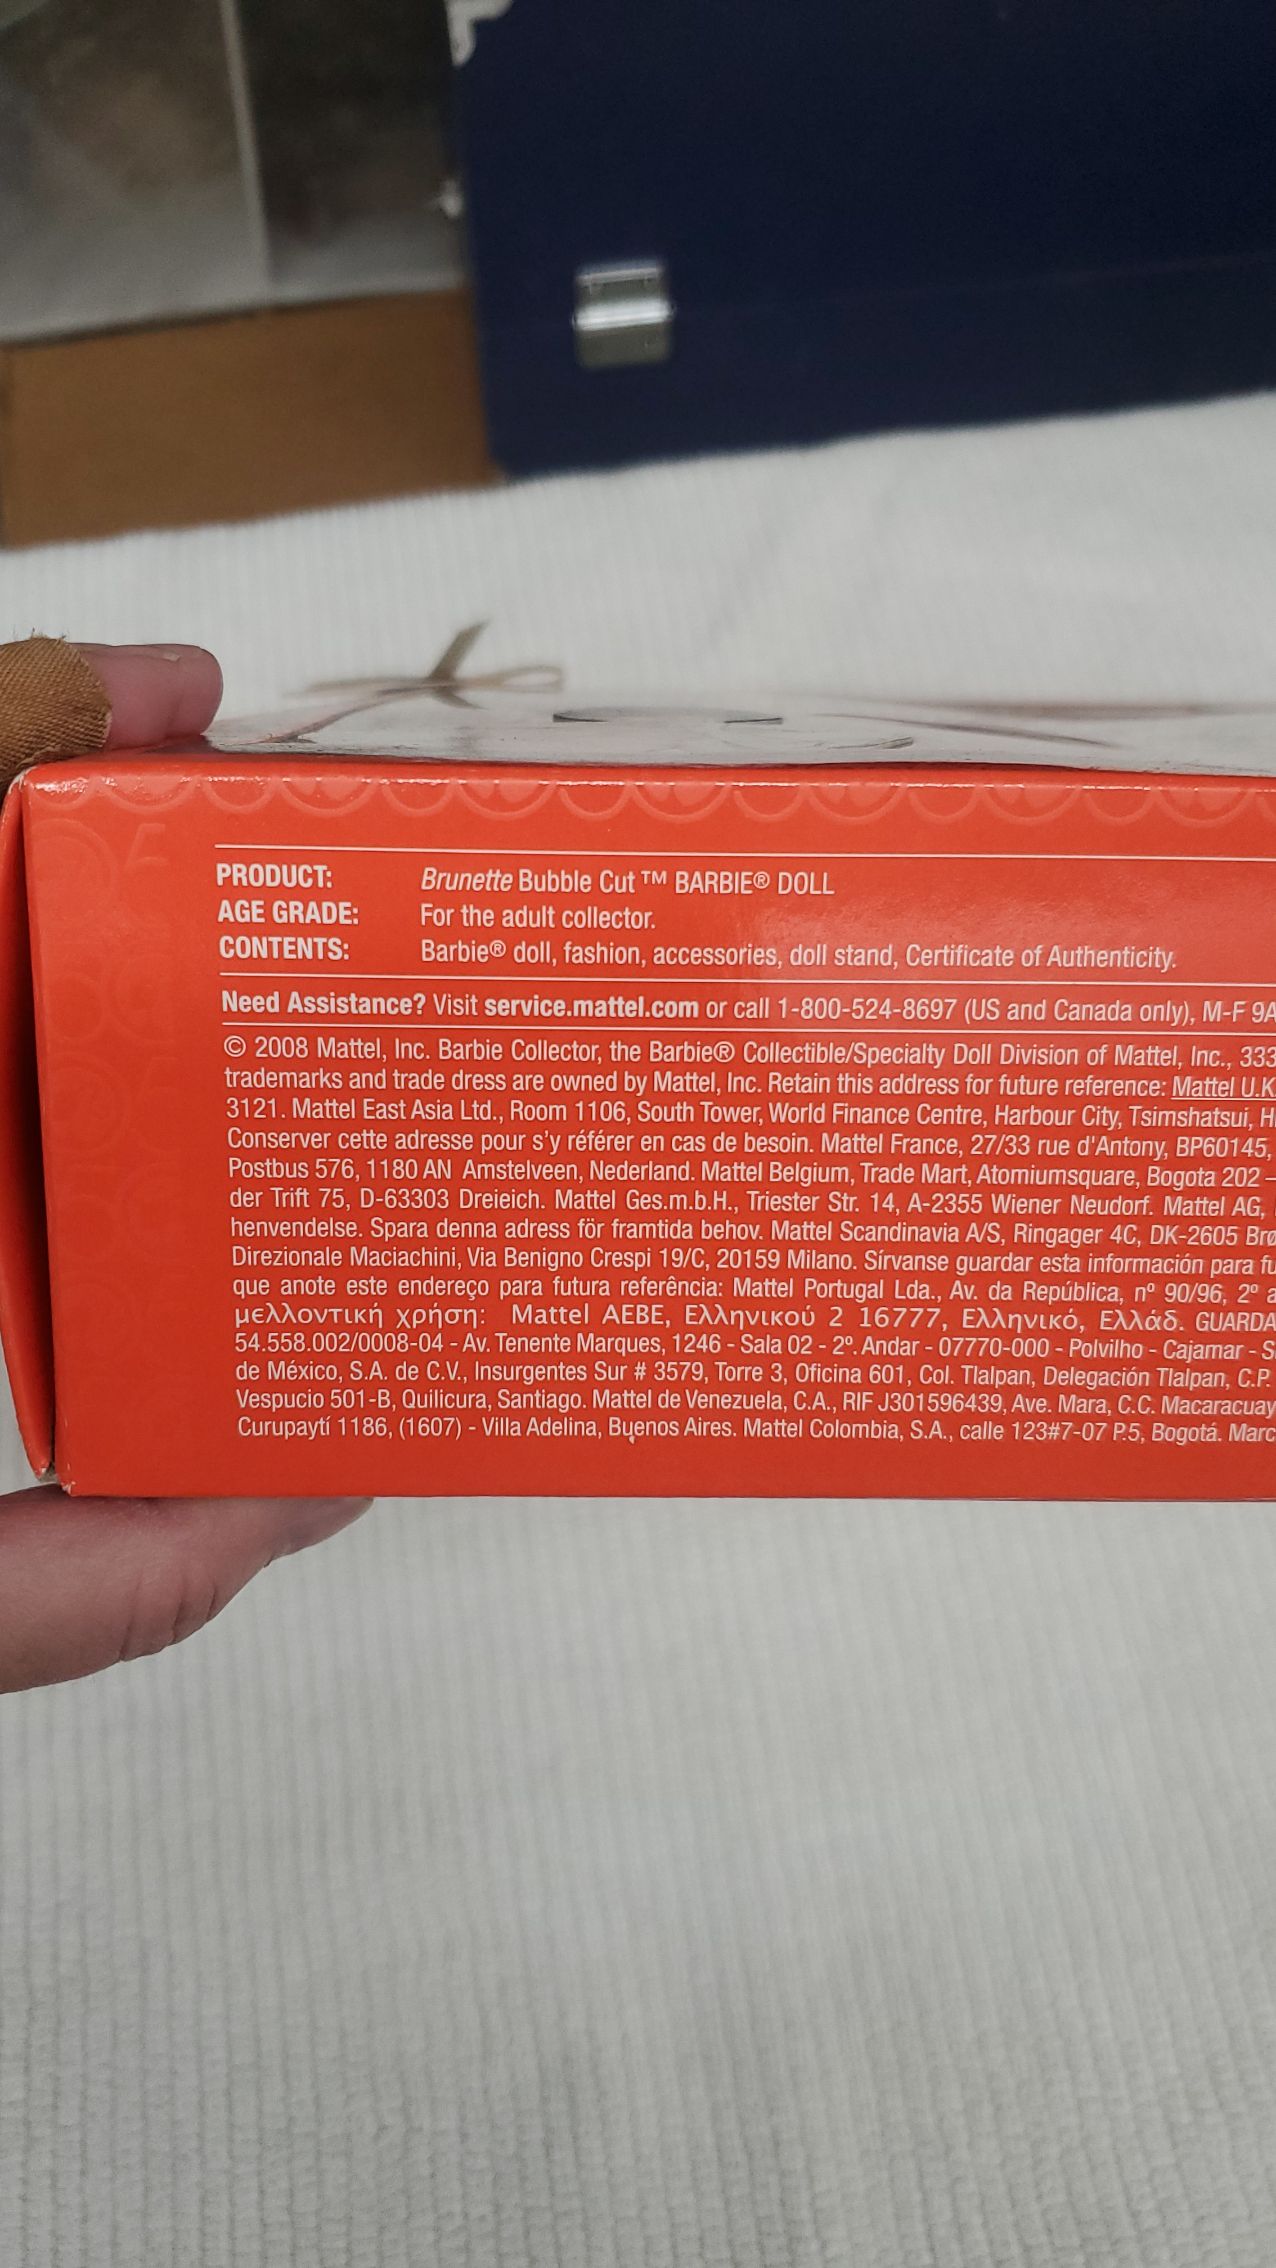 PRODUCT: Brunette Bubble Cut ™ BARBIE® DOLL
AGE GRADE: For the adult collector.
CONTENTS: Barbie® doll, fashion, accessories, doll stand, Certificate of Authenticity.
Need Assistance? Visit service.mattel.com or call 1-800-524-8697 (US and Canada only), M-F 9A
© 2008 Mattel, Inc. Barbie Collector, the Barbie® Collectible/Specialty Doll Division of Mattel, Inc., 333
trademarks and trade dress are owned by Mattel, Inc. Retain this address for future reference: Mattel U.K
3121. Mattel East Asia Ltd., Room 1106, South Tower, World Finance Centre, Harbour City, Tsimshatsui, H
Conserver cette adresse pour s'y référer en cas de besoin. Mattel France, 27/33 rue d'Antony, BP60145,
Postbus 576, 1180 AN Amstelveen, Nederland. Mattel Belgium, Trade Mart, Atomiumsquare, Bogota 202 –
der Trift 75, D-63303 Dreieich. Mattel Ges.m.b.H., Triester Str. 14, A-2355 Wiener Neudorf. Mattel AG,
henvendelse. Spara denna adress för framtida behov. Mattel Scandinavia A/S, Ringager 4C, DK-2605 Brø
Direzionale Maciachini, Via Benigno Crespi 19/C, 20159 Milano. Sírvanse guardar esta información para fu
que anote este endereço para futura referência: Mattel Portugal Lda., Av. da República, nº 90/96, 2º a
μελλοντική χρήση: Mattel AEBE, Ελληνικού 2 16777, Ελληνικό, Ελλάδ. GUARDA
54.558.002/0008-04 - Av. Tenente Marques, 1246 - Sala 02 - 2º. Andar - 07770-000 - Polvilho - Cajamar - S
de México, S.A. de C.V., Insurgentes Sur # 3579, Torre 3, Oficina 601, Col. Tlalpan, Delegación Tlalpan, C.P.
Vespucio 501-B, Quilicura, Santiago. Mattel de Venezuela, C.A., RIF J301596439, Ave. Mara, C.C. Macaracuay
Curupaytí 1186, (1607) - Villa Adelina, Buenos Aires. Mattel Colombia, S.A., calle 123#7-07 P.5, Bogotá. Marc